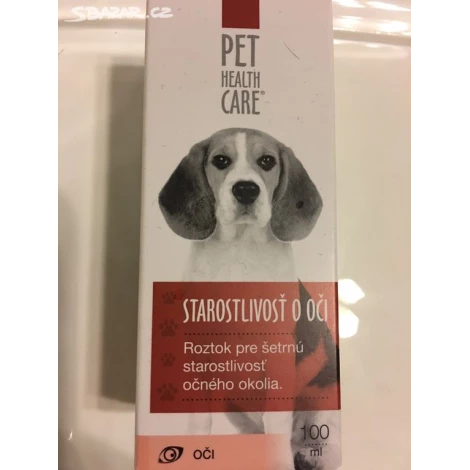 SBAZAR.CZ
PET
HEALTH
CARE®
STAROSTLIVOSŤ O OČI
Roztok pre šetrnú
starostlivosť
očného okolia.
100
ml
OČI